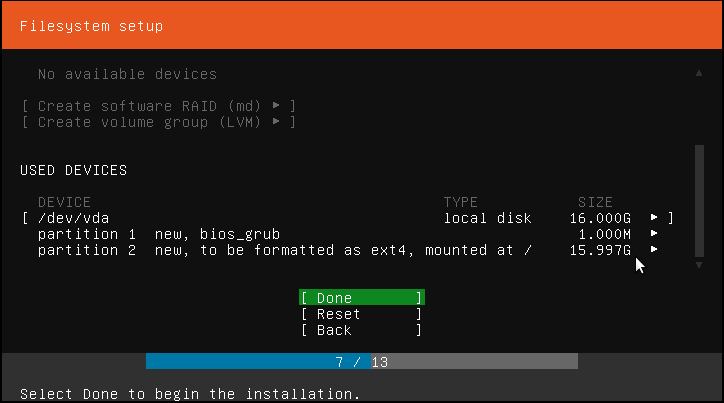 Filesystem setup
No available devices
[ Create software RAID (md) ► ]
[ Create volume group (LVM) ► ]
USED DEVICES
DEVICE TYPE SIZE
[ /dev/vda local disk 16.000G ► ]
partition 1 new, bios_grub 1.000M ►
partition 2 new, to be formatted as ext4, mounted at / 15.997G ►
[ Done ]
[ Reset ]
[ Back ]
7 / 13
Select Done to begin the installation.